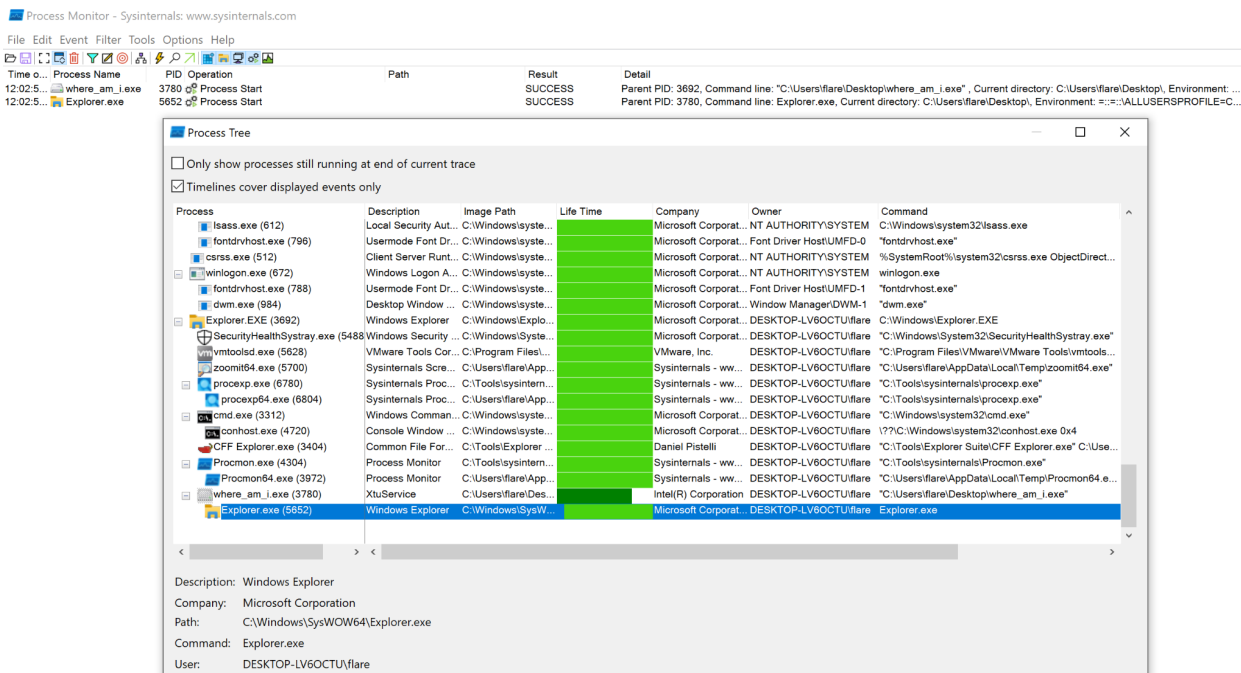 Process Monitor - Sysinternals: www.sysinternals.com
File Edit Event Filter Tools Options Help
Time o... Process Name PID Operation Path Result Detail
12:02:5... where_am_i.exe 3780 Process Start SUCCESS Parent PID: 3692, Command line: "C:\Users\flare\Desktop\where_am_i.exe" , Current directory: C:\Users\flare\Desktop\, Environment: ...
12:02:5... Explorer.exe 5652 Process Start SUCCESS Parent PID: 3780, Command line: Explorer.exe, Current directory: C:\Users\flare\Desktop\, Environment: =::=::\ALLUSERSPROFILE=C...
Process Tree
Only show processes still running at end of current trace
Timelines cover displayed events only
Process Description Image Path Life Time Company Owner Command
lsass.exe (612) Local Security Aut... C:\Windows\syste... Microsoft Corporat... NT AUTHORITY\SYSTEM C:\Windows\system32\lsass.exe
fontdrvhost.exe (796) Usermode Font Dr... C:\Windows\syste... Microsoft Corporat... Font Driver Host\UMFD-0 "fontdrvhost.exe"
csrss.exe (512) Client Server Runt... C:\Windows\syste... Microsoft Corporat... NT AUTHORITY\SYSTEM %SystemRoot%\system32\csrss.exe ObjectDirect...
winlogon.exe (672) Windows Logon A... C:\Windows\syste... Microsoft Corporat... NT AUTHORITY\SYSTEM winlogon.exe
fontdrvhost.exe (788) Usermode Font Dr... C:\Windows\syste... Microsoft Corporat... Font Driver Host\UMFD-1 "fontdrvhost.exe"
dwm.exe (984) Desktop Window ... C:\Windows\syste... Microsoft Corporat... Window Manager\DWM-1 "dwm.exe"
Explorer.EXE (3692) Windows Explorer C:\Windows\Explo... Microsoft Corporat... DESKTOP-LV6OCTU\flare C:\Windows\Explorer.EXE
SecurityHealthSystray.exe (5488 Windows Security ... C:\Windows\Syste... Microsoft Corporat... DESKTOP-LV6OCTU\flare "C:\Windows\System32\SecurityHealthSystray.exe"
vmtoolsd.exe (5628) VMware Tools Cor... C:\Program Files\... VMware, Inc. DESKTOP-LV6OCTU\flare "C:\Program Files\VMware\VMware Tools\vmtools...
zoomit64.exe (5700) Sysinternals Scre... C:\Users\flare\App... Sysinternals - ww... DESKTOP-LV6OCTU\flare "C:\Users\flare\AppData\Local\Temp\zoomit64.exe"
procexp.exe (6780) Sysinternals Proc... C:\Tools\sysintern... Sysinternals - ww... DESKTOP-LV6OCTU\flare "C:\Tools\sysinternals\procexp.exe"
procexp64.exe (6804) Sysinternals Proc... C:\Users\flare\App... Sysinternals - ww... DESKTOP-LV6OCTU\flare "C:\Tools\sysinternals\procexp.exe"
cmd.exe (3312) Windows Comman... C:\Windows\syste... Microsoft Corporat... DESKTOP-LV6OCTU\flare "C:\Windows\system32\cmd.exe"
conhost.exe (4720) Console Window ... C:\Windows\syste... Microsoft Corporat... DESKTOP-LV6OCTU\flare \??\C:\Windows\system32\conhost.exe 0x4
CFF Explorer.exe (3404) Common File For... C:\Tools\Explorer ... Daniel Pistelli DESKTOP-LV6OCTU\flare "C:\Tools\Explorer Suite\CFF Explorer.exe" C:\Use...
Procmon.exe (4304) Process Monitor C:\Tools\sysintern... Sysinternals - ww... DESKTOP-LV6OCTU\flare "C:\Tools\sysinternals\Procmon.exe"
Procmon64.exe (3972) Process Monitor C:\Users\flare\App... Sysinternals - ww... DESKTOP-LV6OCTU\flare "C:\Users\flare\AppData\Local\Temp\Procmon64.e...
where_am_i.exe (3780) XtuService C:\Users\flare\Des... Intel(R) Corporation DESKTOP-LV6OCTU\flare "C:\Users\flare\Desktop\where_am_i.exe"
Explorer.exe (5652) Windows Explorer C:\Windows\SysW... Microsoft Corporat... DESKTOP-LV6OCTU\flare Explorer.exe
Description: Windows Explorer
Company: Microsoft Corporation
Path: C:\Windows\SysWOW64\Explorer.exe
Command: Explorer.exe
User: DESKTOP-LV6OCTU\flare